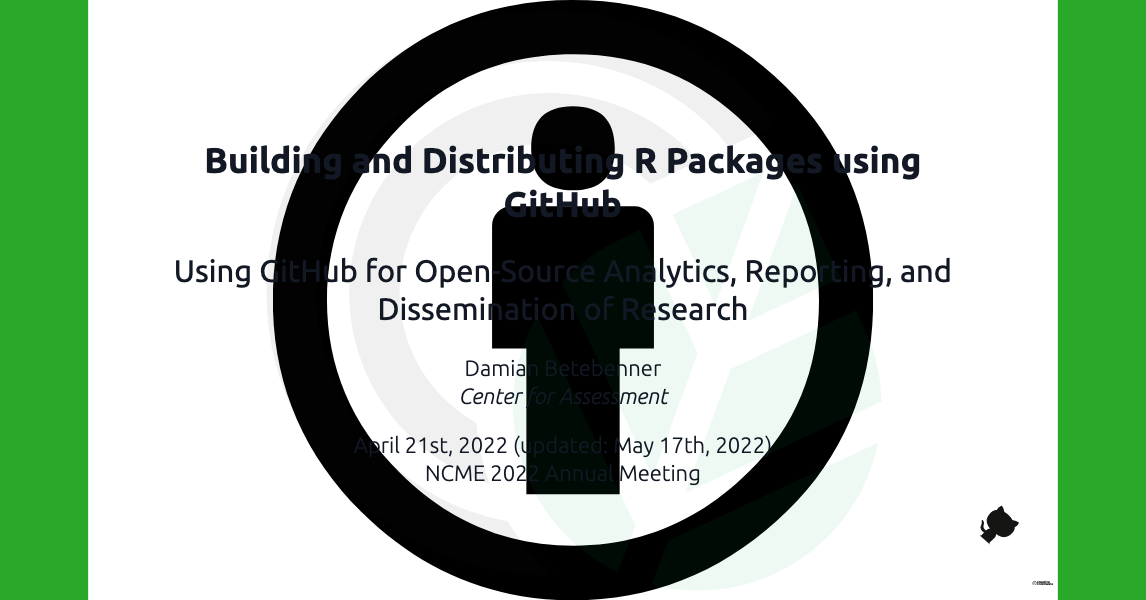 Building and Distributing R Packages using
GitHub
Using GitHub for Open-Source Analytics, Reporting, and
Dissemination of Research
Damian Betebenner
Center for Assessment
April 21st, 2022 (updated: May 17th, 2022)
NCME 2022 Annual Meeting